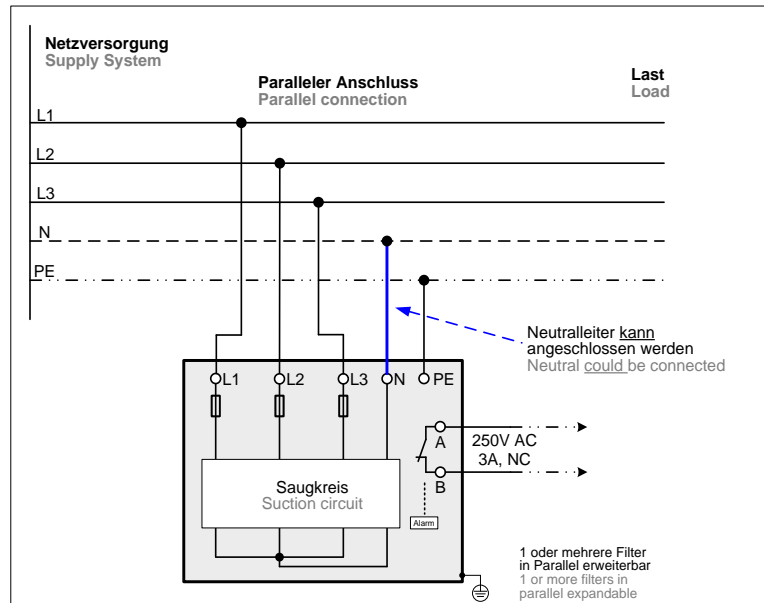 Netzversorgung
Supply System
Paralleler Anschluss
Parallel connection
Last
Load
L1
L2
L3
N
PE
Neutralleiter kann
angeschlossen werden
Neutral could be connected
L1
L2
L3
N
PE
A
250V AC
3A, NC
B
Saugkreis
Suction circuit
Alarm
1 oder mehrere Filter
in Parallel erweiterbar
1 or more filters in
parallel expandable